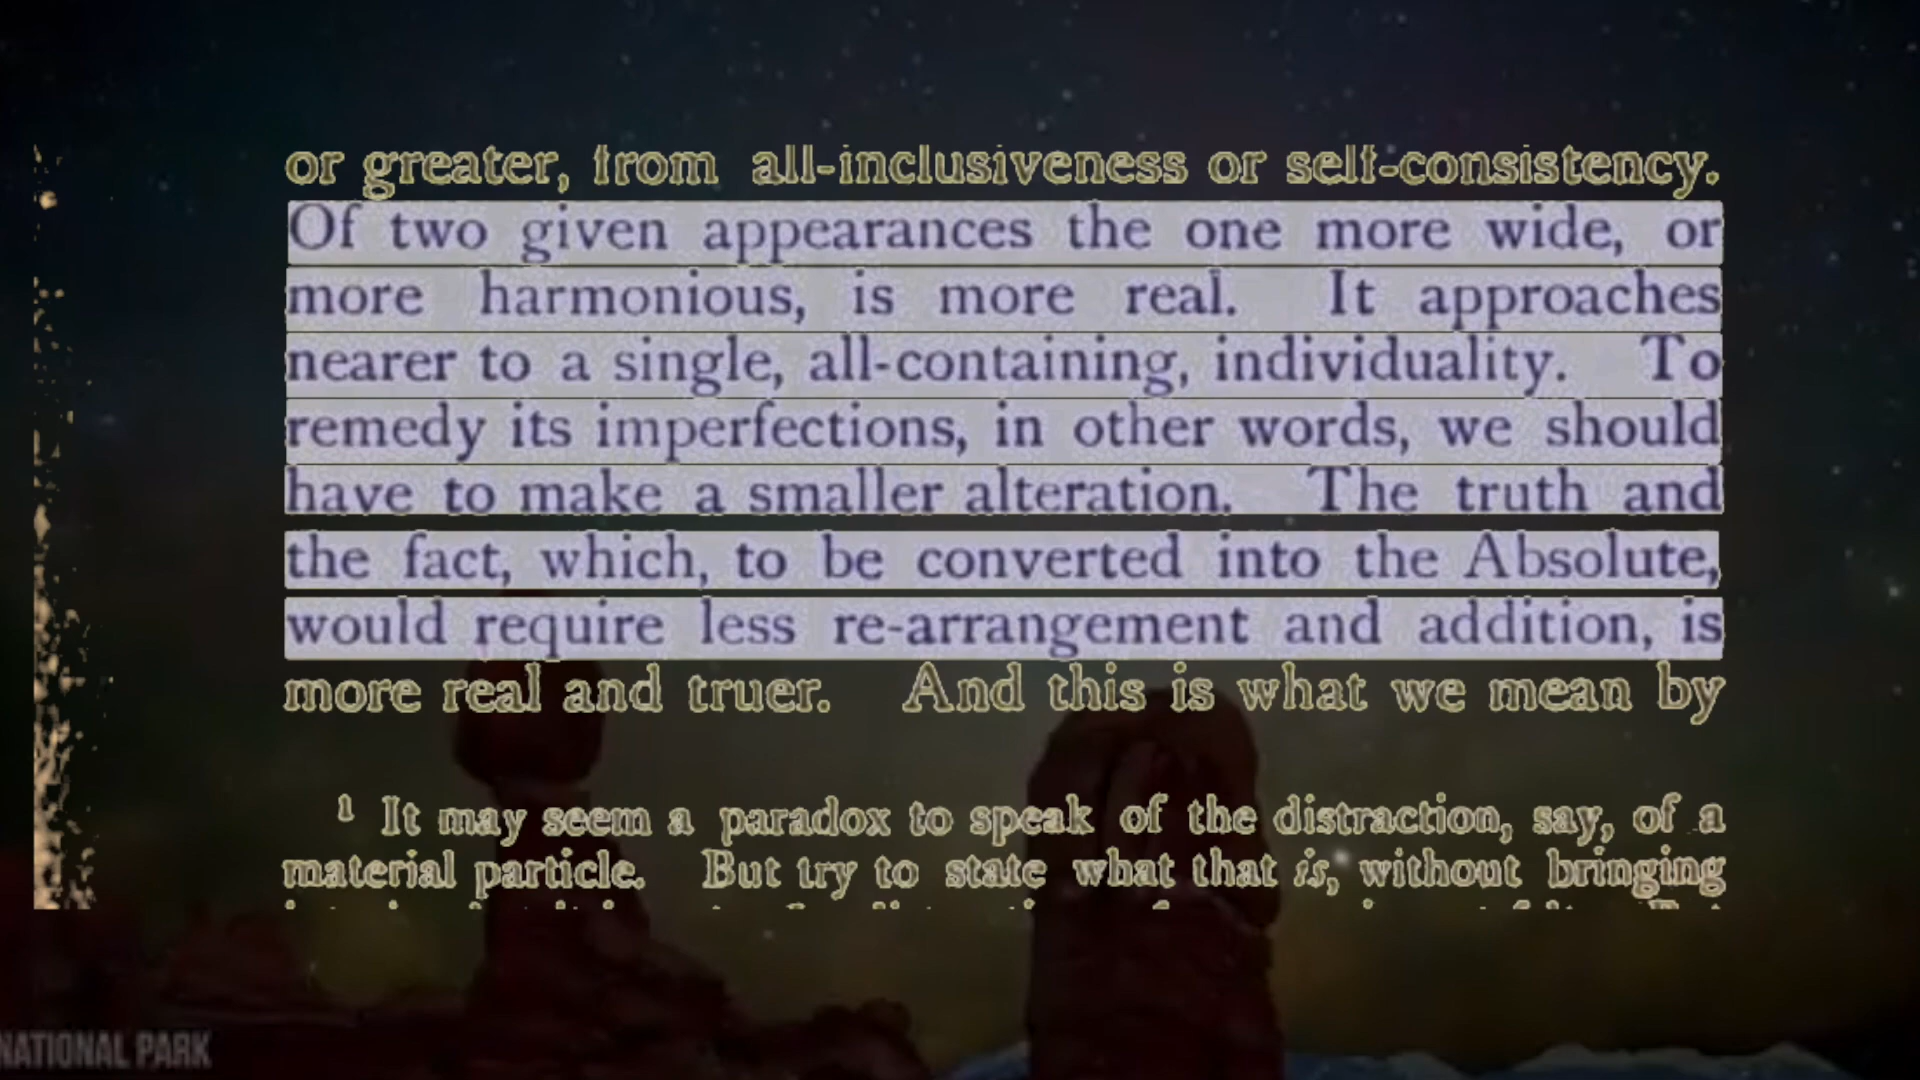 or greater, from all-inclusiveness or self-consistency.
Of two given appearances the one more wide, or
more harmonious, is more real. It approaches
nearer to a single, all-containing, individuality. To
remedy its imperfections, in other words, we should
have to make a smaller alteration. The truth and
the fact, which, to be converted into the Absolute,
would require less re-arrangement and addition, is
more real and truer. And this is what we mean by
¹ It may seem a paradox to speak of the distraction, say, of a
material particle. But try to state what that is, without bringing
NATIONAL PARK